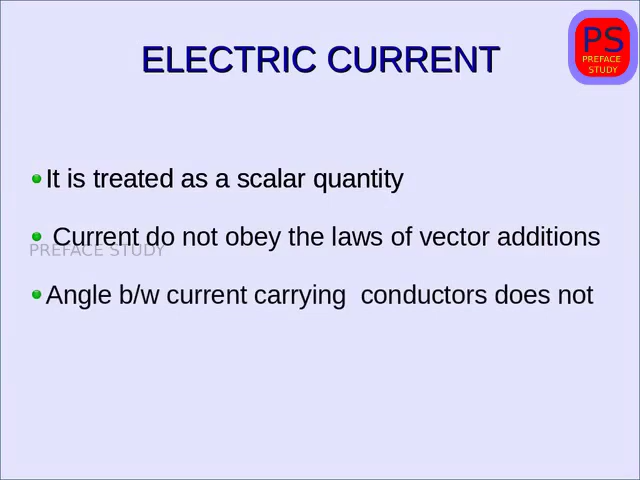 ELECTRIC CURRENT
PS
PREFACE
STUDY
It is treated as a scalar quantity
Current do not obey the laws of vector additions
PREFACE STUDY
Angle b/w current carrying  conductors does not